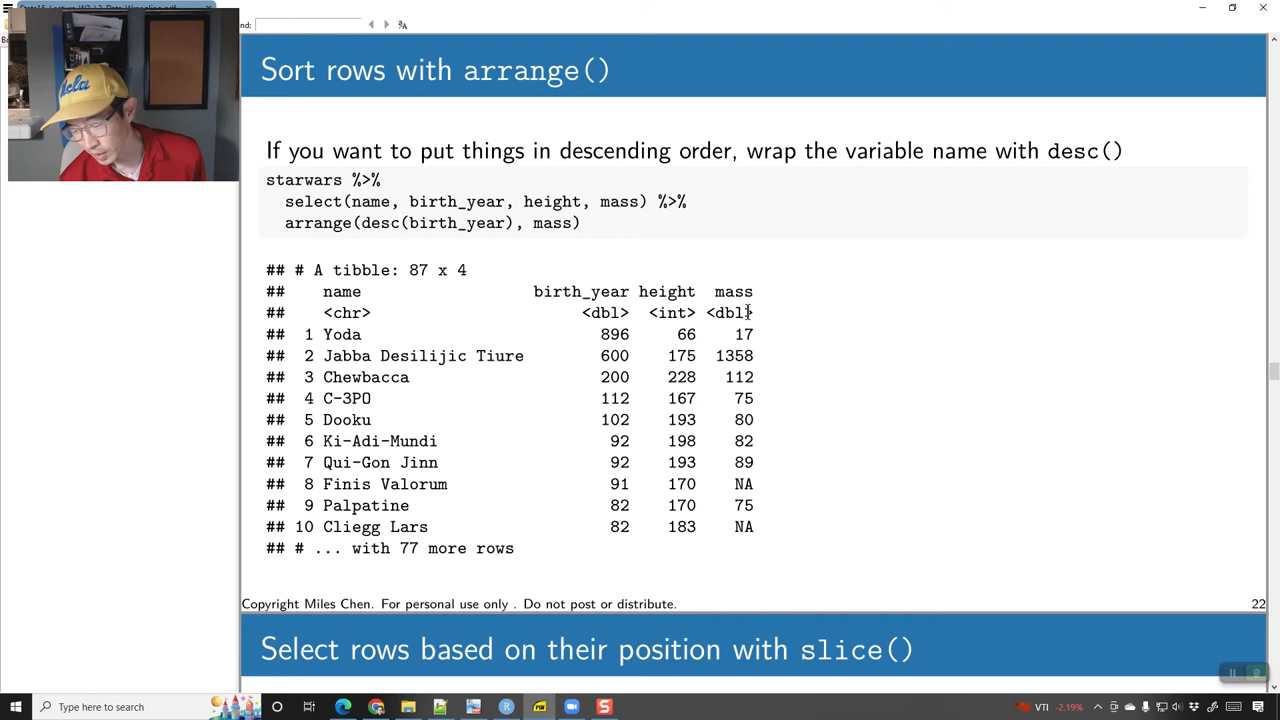 nd:
Sort rows with arrange()
If you want to put things in descending order, wrap the variable name with desc()
starwars %>%
select(name, birth_year, height, mass) %>%
arrange(desc(birth_year), mass)
## # A tibble: 87 x 4
## name birth_year height mass
## <chr> <dbl> <int> <dbl>
## 1 Yoda 896 66 17
## 2 Jabba Desilijic Tiure 600 175 1358
## 3 Chewbacca 200 228 112
## 4 C-3PO 112 167 75
## 5 Dooku 102 193 80
## 6 Ki-Adi-Mundi 92 198 82
## 7 Qui-Gon Jinn 92 193 89
## 8 Finis Valorum 91 170 NA
## 9 Palpatine 82 170 75
## 10 Cliegg Lars 82 183 NA
## # ... with 77 more rows
Copyright Miles Chen. For personal use only . Do not post or distribute. 22
Select rows based on their position with slice()
Type here to search
VTI -2.19%